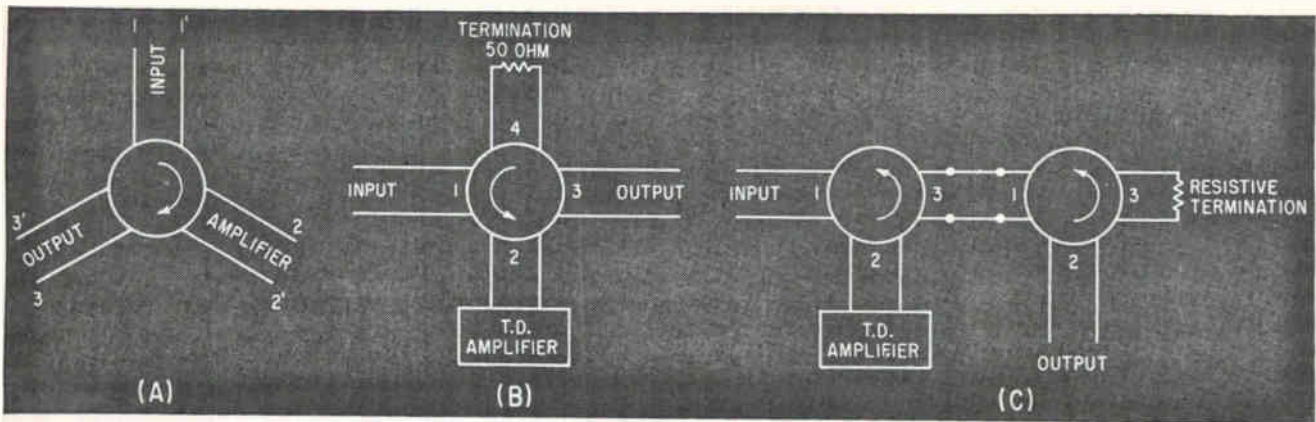 1 1'
INPUT
3'
OUTPUT
3
AMPLIFIER
2
2'
(A)
TERMINATION
50 OHM
4
INPUT
1
3
OUTPUT
2
T.D.
AMPLIFIER
(B)
INPUT
1
3
2
T.D.
AMPLIFIER
1
3
RESISTIVE
TERMINATION
2
OUTPUT
(C)